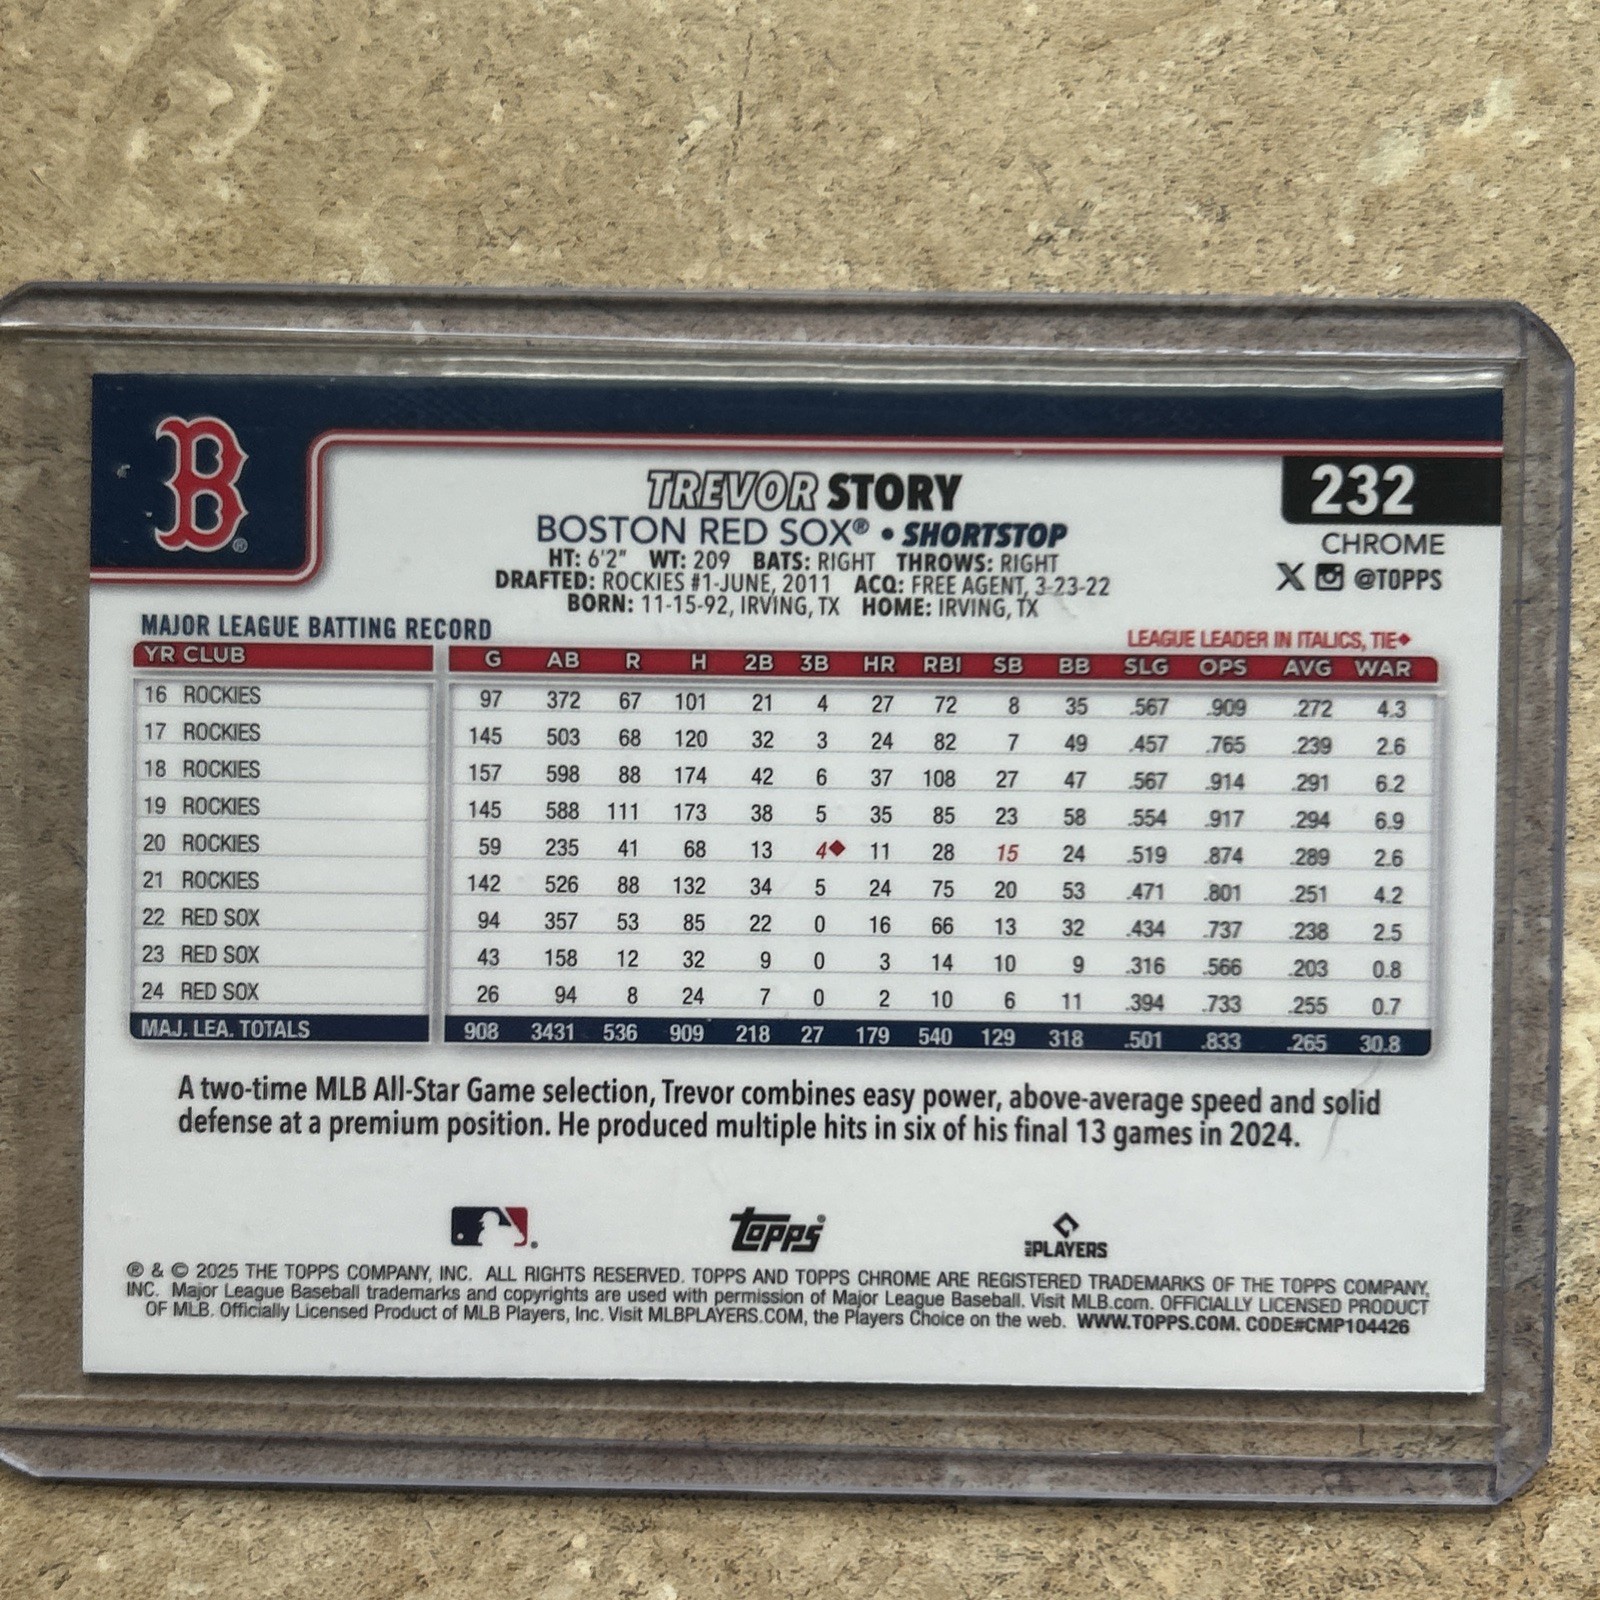 B
TREVOR STORY
232
BOSTON RED SOX® • SHORTSTOP
CHROME
HT: 6'2" WT: 209 BATS: RIGHT THROWS: RIGHT
X @TOPPS
DRAFTED: ROCKIES #1-JUNE, 2011 ACQ: FREE AGENT, 3-23-22
BORN: 11-15-92, IRVING, TX HOME: IRVING, TX
MAJOR LEAGUE BATTING RECORD
LEAGUE LEADER IN ITALICS, TIE◆
YR CLUB G AB R H 2B 3B HR RBI SB BB SLG OPS AVG WAR
16 ROCKIES 97 372 67 101 21 4 27 72 8 35 .567 .909 .272 4.3
17 ROCKIES 145 503 68 120 32 3 24 82 7 49 .457 .765 .239 2.6
18 ROCKIES 157 598 88 174 42 6 37 108 27 47 .567 .914 .291 6.2
19 ROCKIES 145 588 111 173 38 5 35 85 23 58 .554 .917 .294 6.9
20 ROCKIES 59 235 41 68 13 4◆ 11 28 15 24 .519 .874 .289 2.6
21 ROCKIES 142 526 88 132 34 5 24 75 20 53 .471 .801 .251 4.2
22 RED SOX 94 357 53 85 22 0 16 66 13 32 .434 .737 .238 2.5
23 RED SOX 43 158 12 32 9 0 3 14 10 9 .316 .566 .203 0.8
24 RED SOX 26 94 8 24 7 0 2 10 6 11 .394 .733 .255 0.7
MAJ. LEA. TOTALS 908 3431 536 909 218 27 179 540 129 318 .501 .833 .265 30.8
A two-time MLB All-Star Game selection, Trevor combines easy power, above-average speed and solid
defense at a premium position. He produced multiple hits in six of his final 13 games in 2024.
topps®
PLAYERS
® & © 2025 THE TOPPS COMPANY, INC. ALL RIGHTS RESERVED. TOPPS AND TOPPS CHROME ARE REGISTERED TRADEMARKS OF THE TOPPS COMPANY,
INC. Major League Baseball trademarks and copyrights are used with permission of Major League Baseball. Visit MLB.com. OFFICIALLY LICENSED PRODUCT
OF MLB. Officially Licensed Product of MLB Players, Inc. Visit MLBPLAYERS.COM, the Players Choice on the web. WWW.TOPPS.COM. CODE#CMP104426